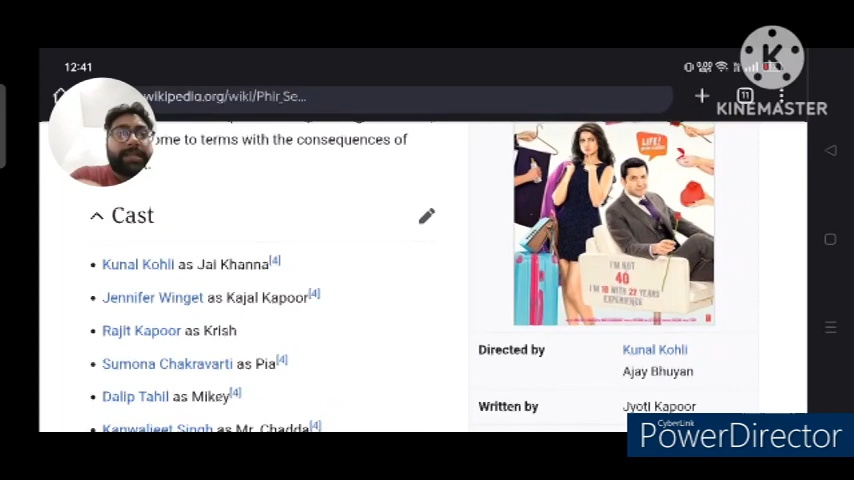 12:41
KINEMASTER
wikipedia.org/wiki/Phir_Se...
11
ome to terms with the consequences of
Cast
Kunal Kohli as Jai Khanna[4]
Jennifer Winget as Kajal Kapoor[4]
Rajit Kapoor as Krish
Sumona Chakravarti as Pia[4]
Dalip Tahil as Mikey[4]
Kanwaljeet Singh as Mr. Chadda[4]
LIFE!
I'M NOT
40
I'M 18 WITH 22 YEARS
EXPERIENCE
Directed by
Kunal Kohli
Ajay Bhuyan
Written by
Jyoti Kapoor
CyberLink
PowerDirector